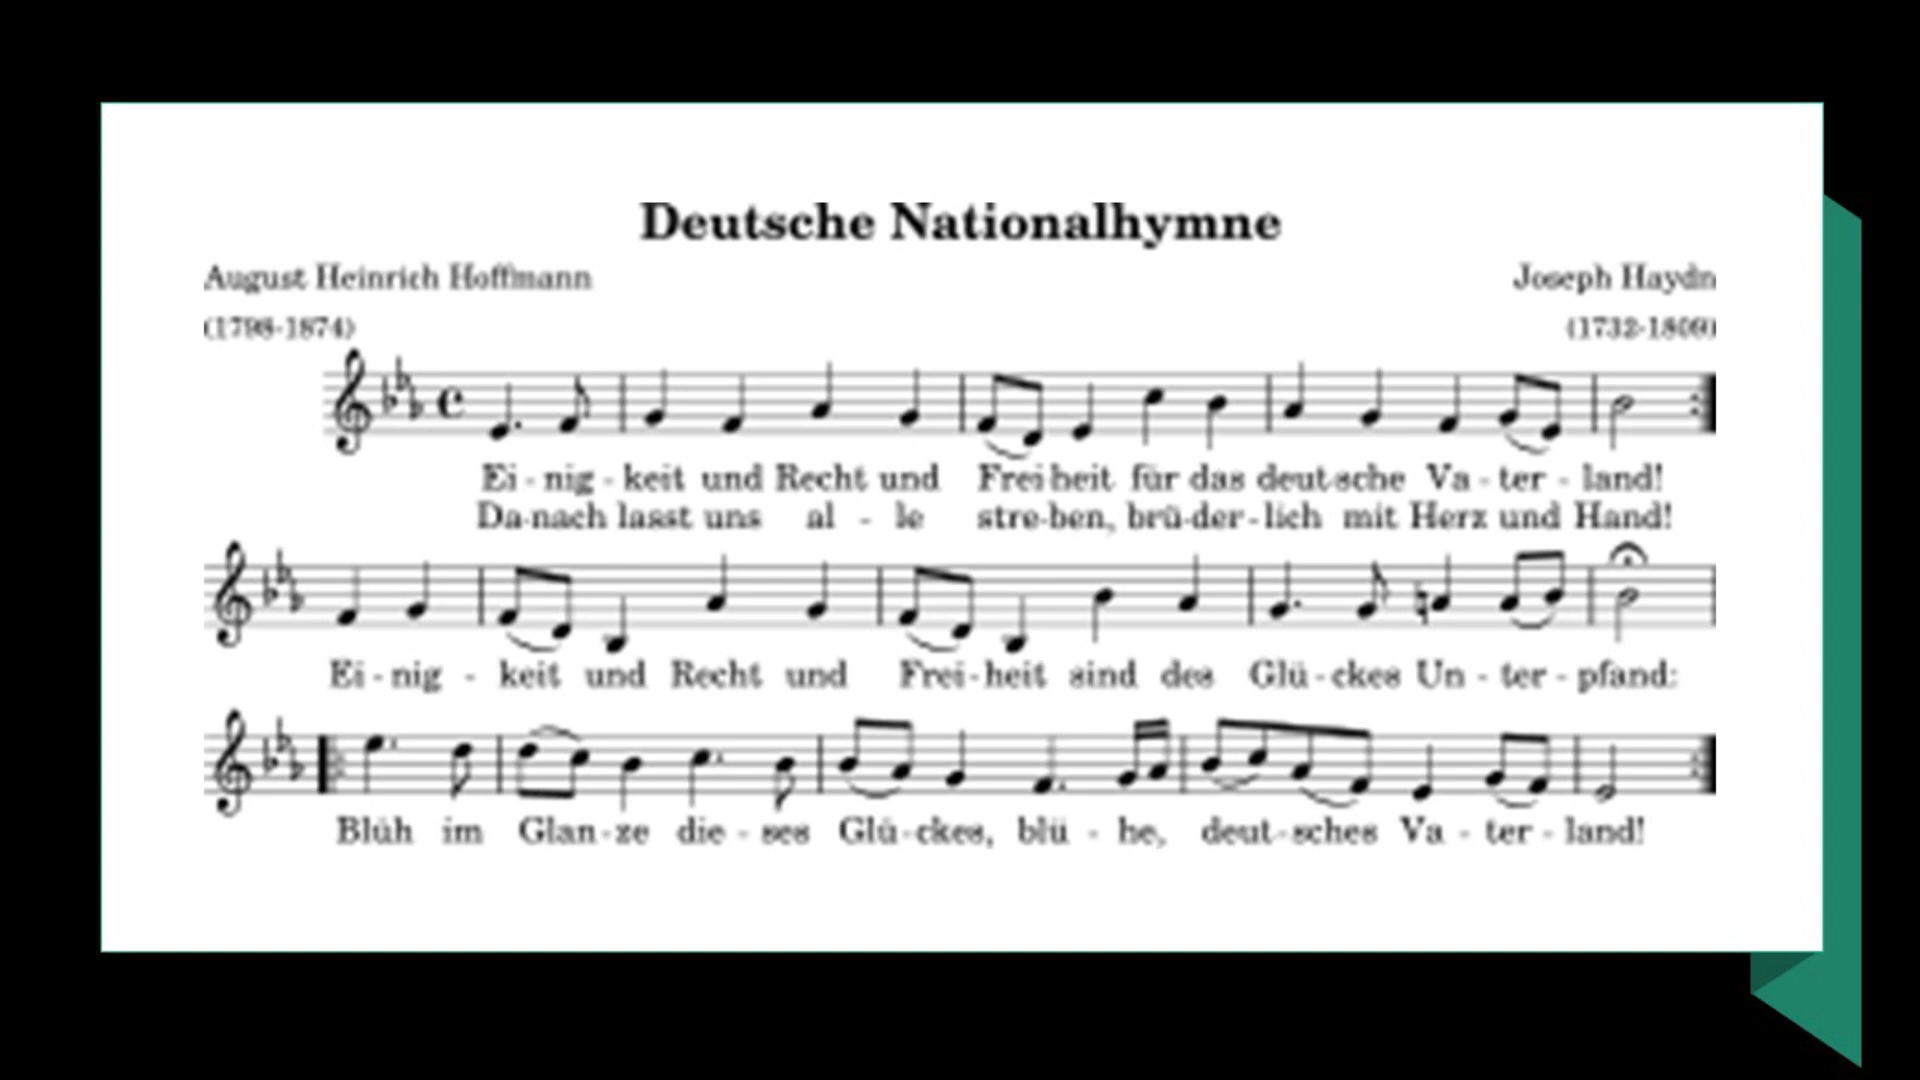 Deutsche Nationalhymne
August Heinrich Hoffmann
Joseph Haydn
(1798-1874)
(1732-1809)
Ei - nig - keit und Recht und Frei-heit für das deut-sche Va - ter - land!
Da-nach lasst uns al - le stre-ben, brü-der-lich mit Herz und Hand!
Ei - nig - keit und Recht und Frei-heit sind des Glü-ckes Un - ter - pfand:
Blüh im Glan-ze die - ses Glü-ckes, blü - he, deut-sches Va - ter - land!